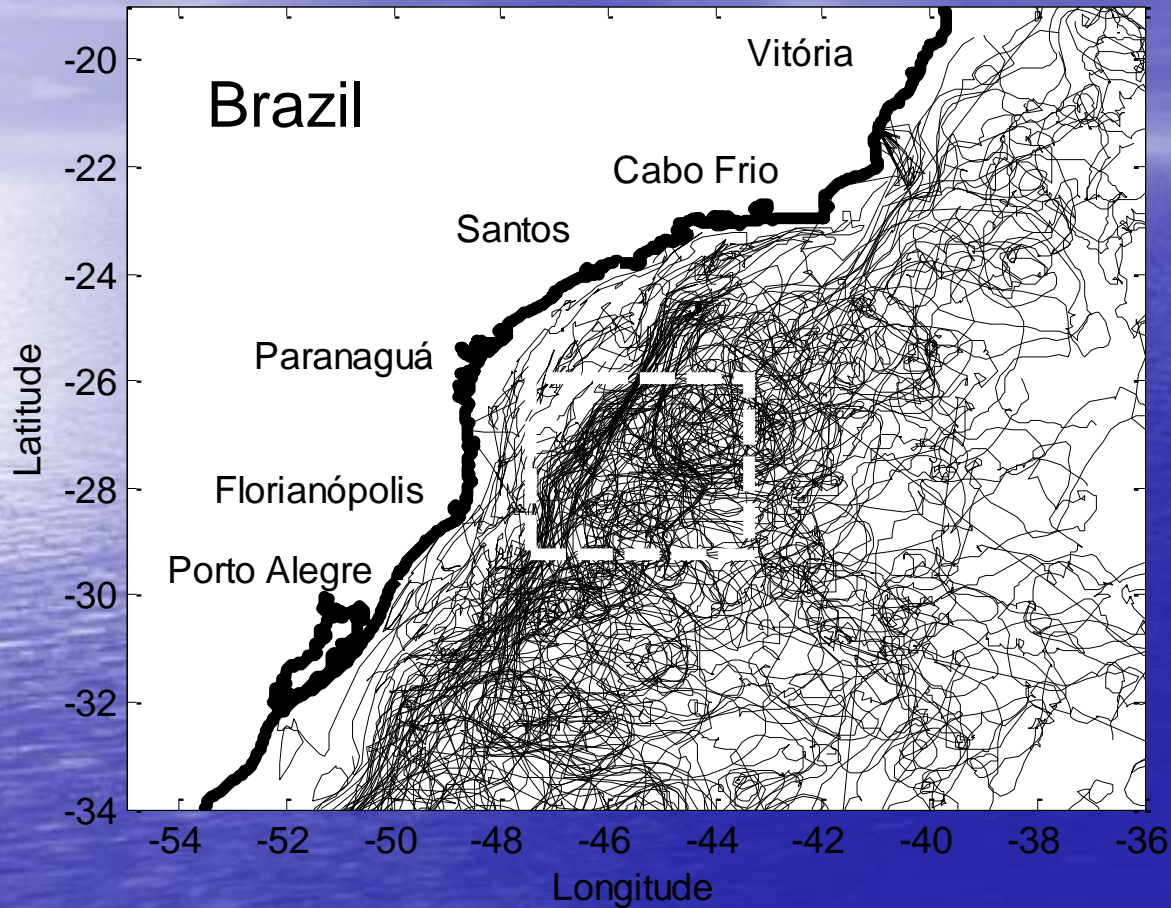 -20
Vitória
Brazil
-22
Cabo Frio
Santos
-24
Paranaguá
-26
Latitude
-28
Florianópolis
Porto Alegre
-30
-32
-34
-54 -52 -50 -48 -46 -44 -42 -40 -38 -36
Longitude